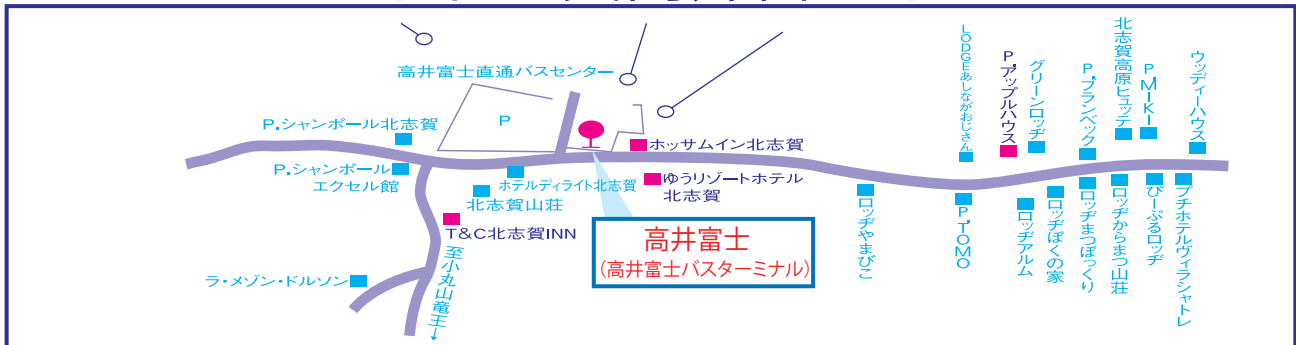 高井富士直通バスセンター
P
P.シャンボール北志賀
P.シャンボール
エクセル館
ホテルディライト北志賀
北志賀山荘
ホッサムイン北志賀
ゆうリゾートホテル
北志賀
T&C北志賀INN
至小丸山竜王↓
ラ・メゾン・ドルソン
高井富士
(高井富士バスターミナル)
LODGEあしながおじさん
P.アップルハウス
グリーンロッヂ
P.ブランベック
北志賀高原ヒュッテ
P.MIKI
ウッディーハウス
ロッヂやまびこ
P.TOMO
ロッヂアルム
ロッヂぼくの家
ロッヂまつぼっくり
ロッヂからまつ山荘
びーぷるロッヂ
プチホテルヴィラシャトレ